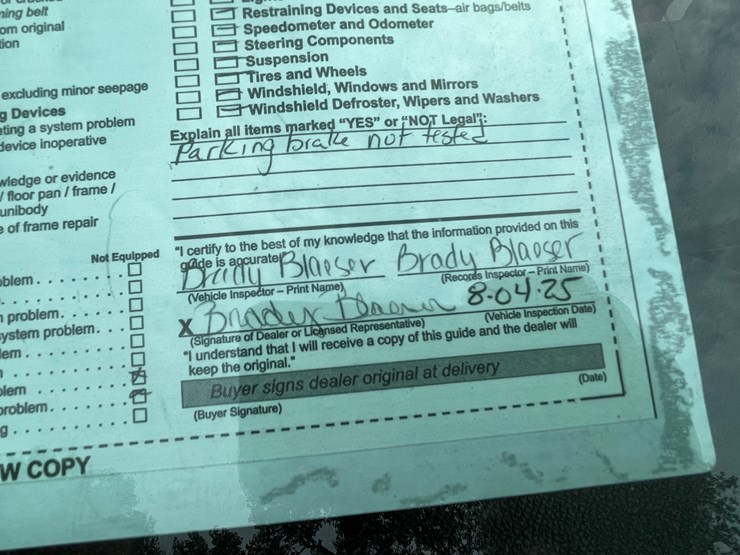 ning belt
om original
tion
excluding minor seepage
g Devices
ating a system problem
device inoperative
wledge or evidence
/ floor pan / frame /
unibody
e of frame repair
Not Equipped
oblem
n problem.
system problem.
lem
blem
problem
g
W COPY
Restraining Devices and Seats–air bags/belts
Speedometer and Odometer
Steering Components
Suspension
Tires and Wheels
Windshield, Windows and Mirrors
Windshield Defroster, Wipers and Washers
Explain all items marked "YES" or "NOT Legal":
Parking brake not tested
"I certify to the best of my knowledge that the information provided on this
guide is accurate
Brady Blaeser Brady Blaeser
(Vehicle Inspector – Print Name) (Records Inspector – Print Name)
X 8-04-25
(Signature of Dealer or Licensed Representative) (Vehicle Inspection Date)
"I understand that I will receive a copy of this guide and the dealer will
keep the original."
Buyer signs dealer original at delivery
(Buyer Signature) (Date)